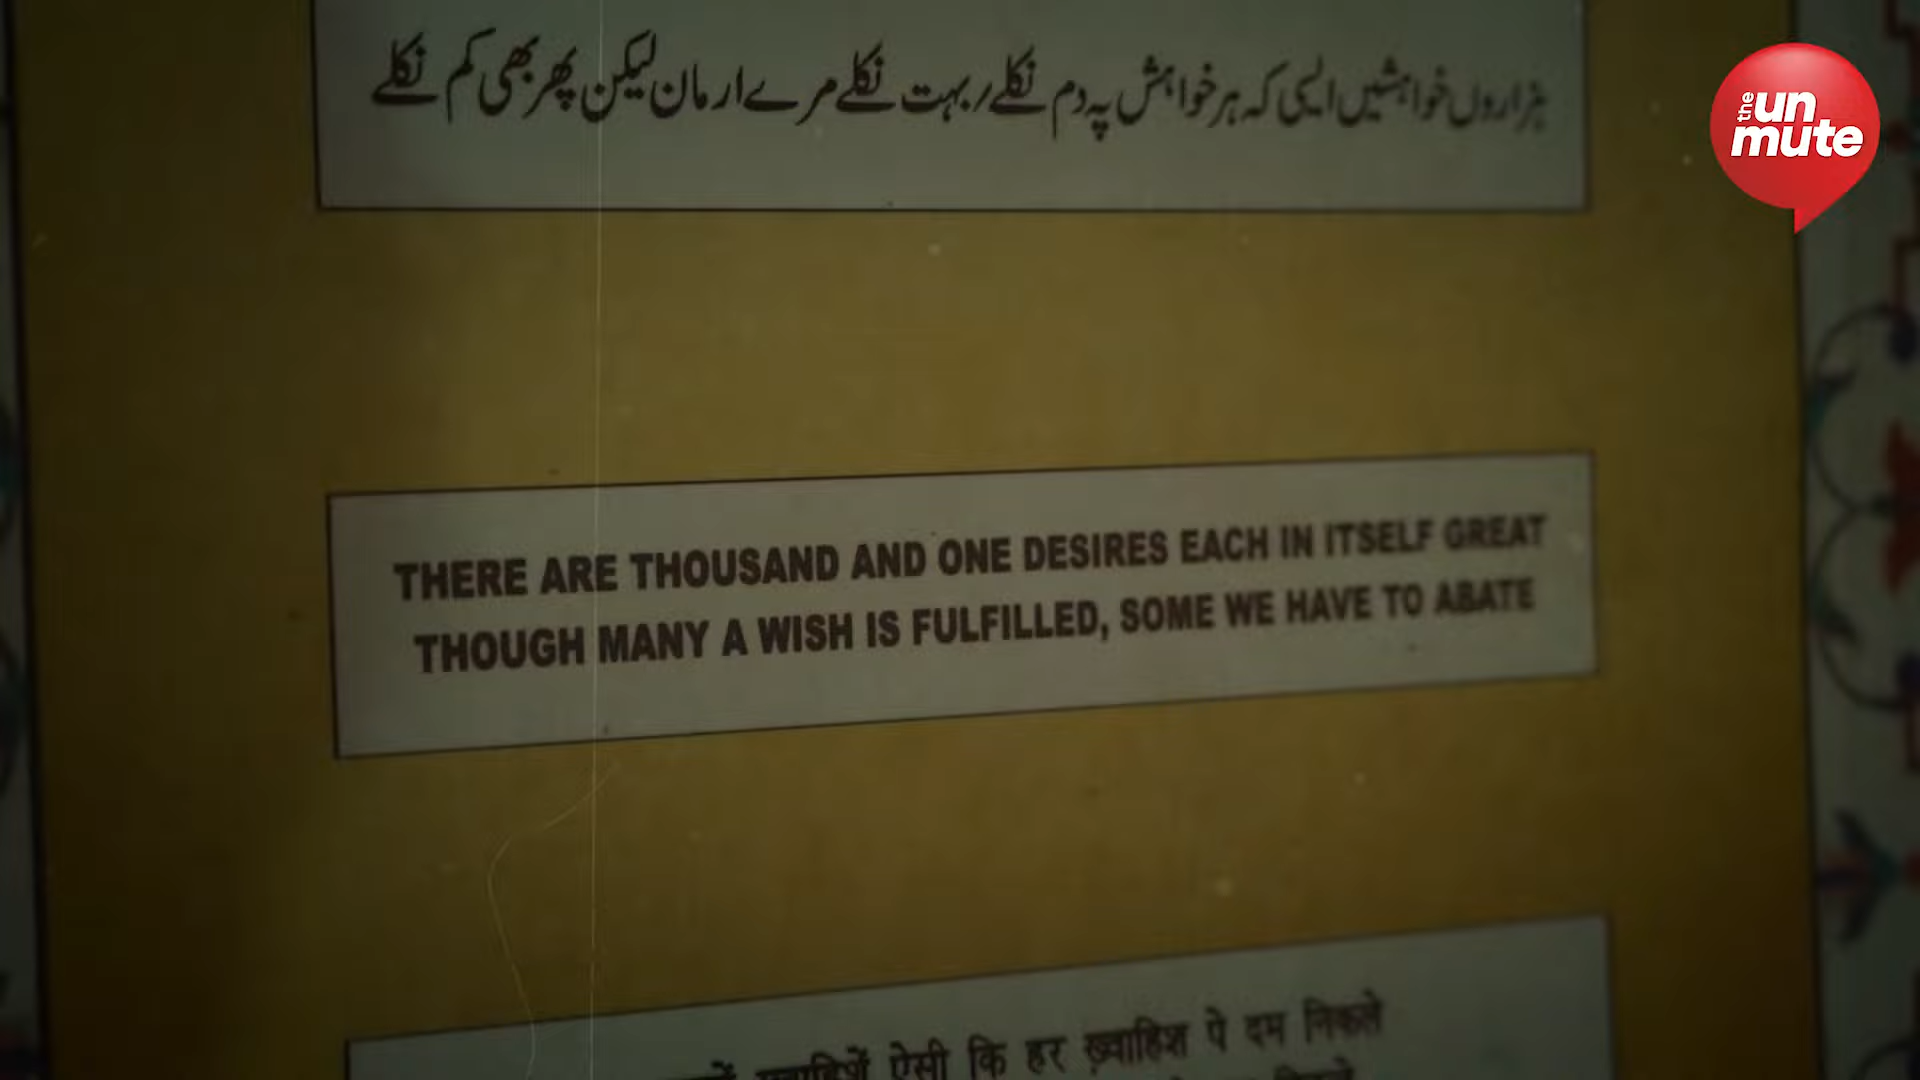 ہزاروں خواہشیں ایسی کہ ہر خواہش پہ دم نکلے / بہت نکلے مرے ارمان لیکن پھر بھی کم نکلے
the un
mute
THERE ARE THOUSAND AND ONE DESIRES EACH IN ITSELF GREAT
THOUGH MANY A WISH IS FULFILLED, SOME WE HAVE TO ABATE
ऐसी कि हर ख़्वाहिश पे दम निकले